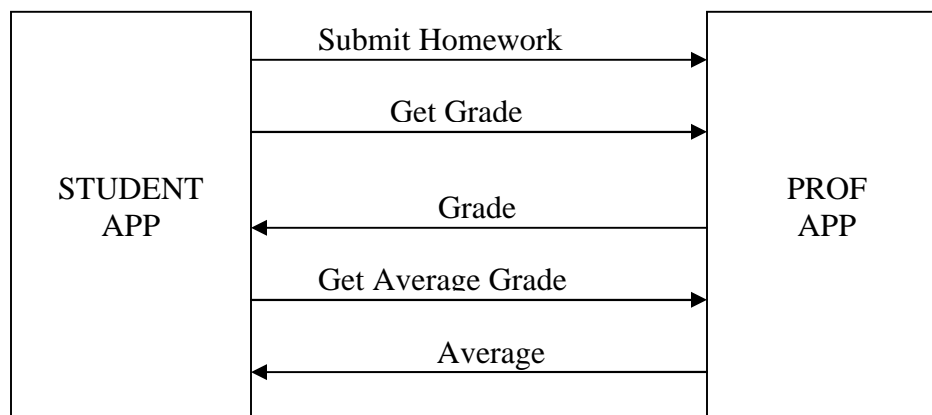 Submit Homework
Get Grade
STUDENT
APP
Grade
PROF
APP
Get Average Grade
Average